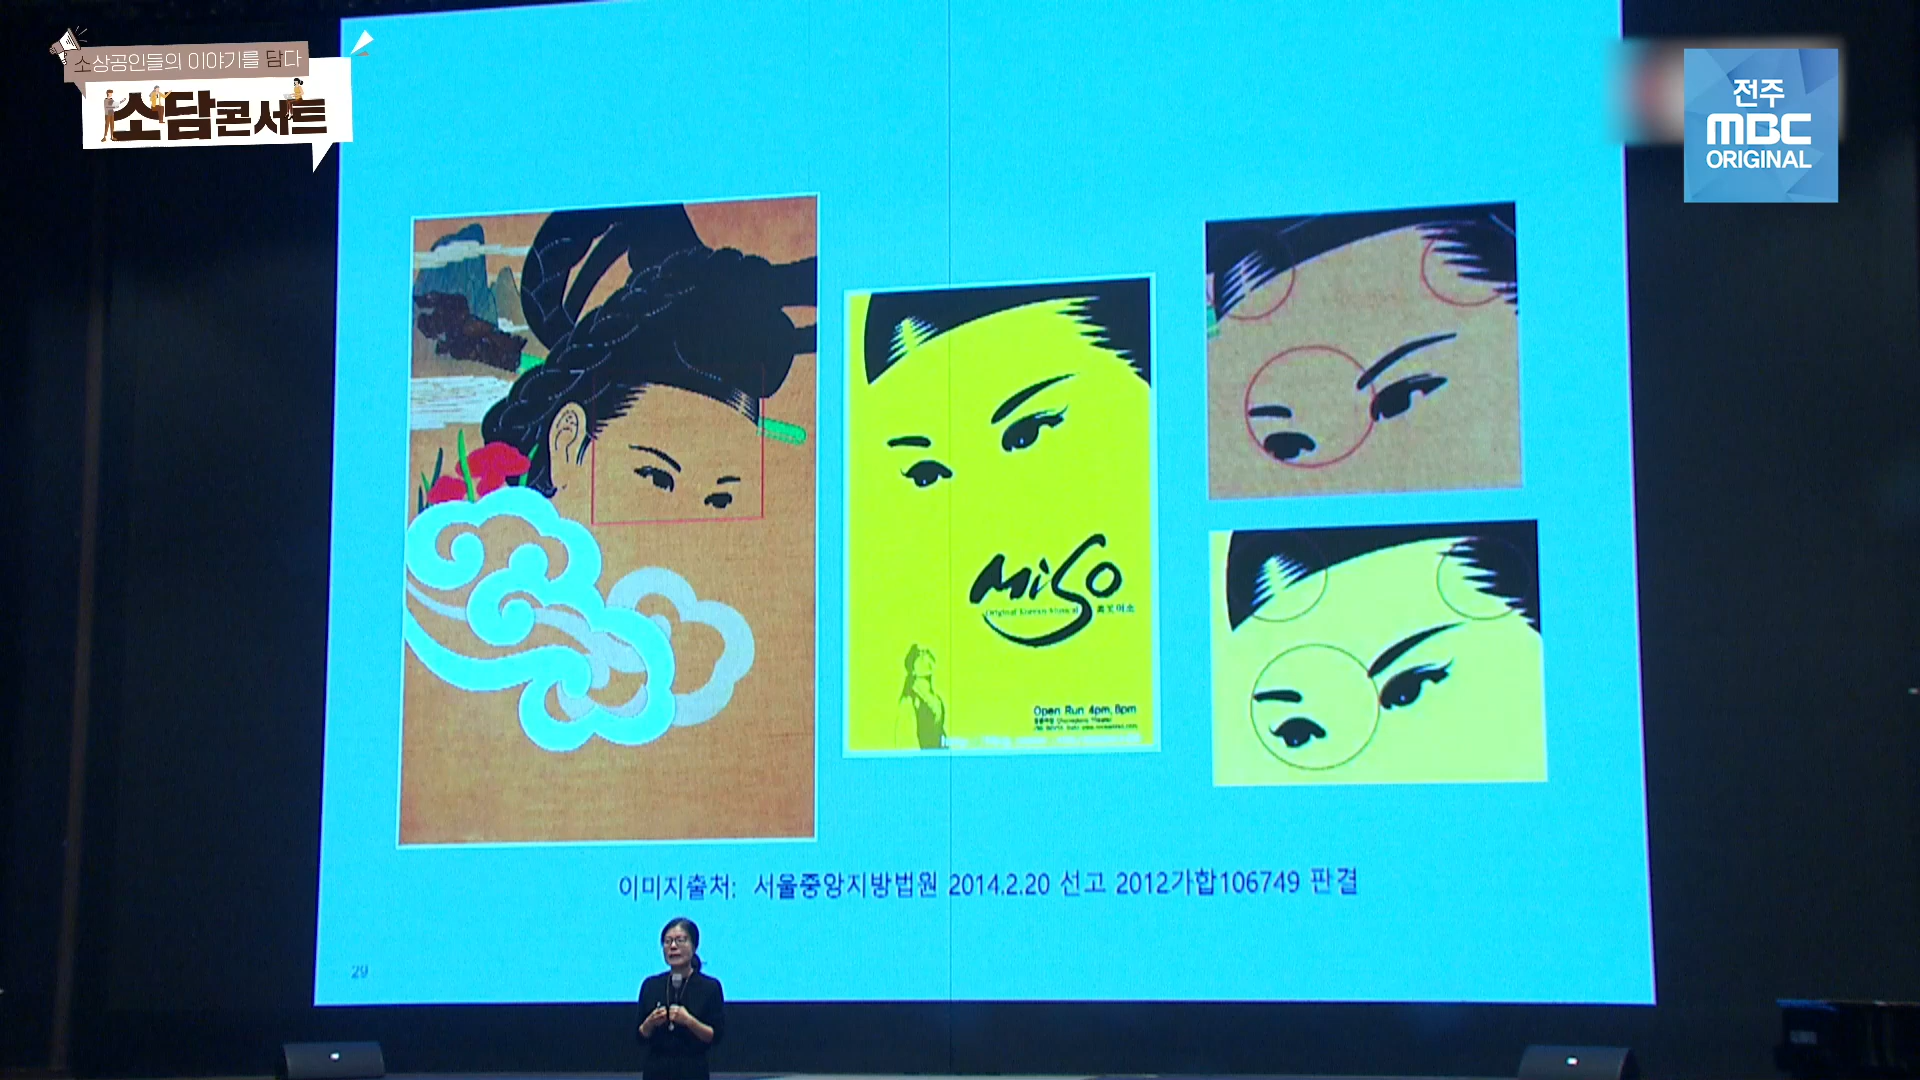 소상공인들의 이야기를 담다
소담콘서트
전주
MBC
ORIGINAL
Miso
Original Korean Musical
Open Run 4pm, 8pm
이미지출처: 서울중앙지방법원 2014.2.20 선고 2012가합106749 판결
29